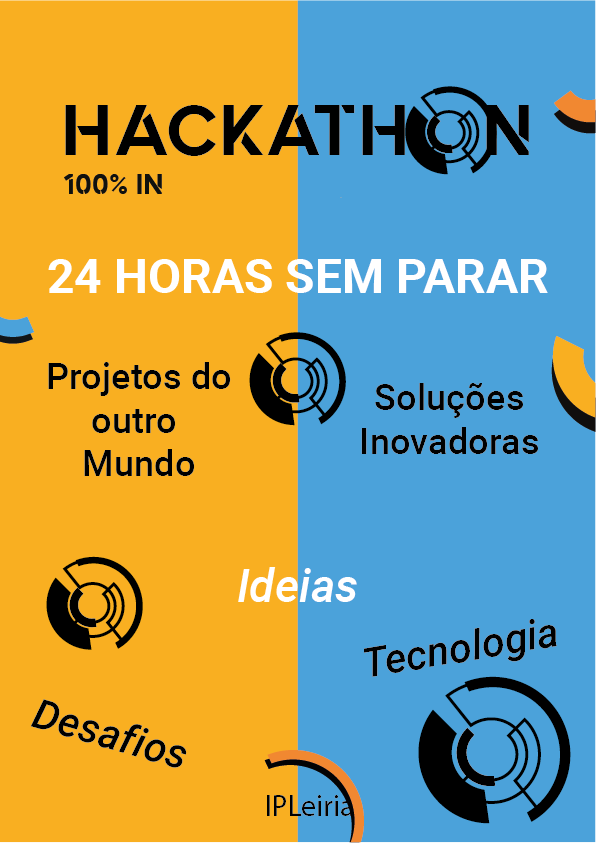 HACKATHON
100% IN
24 HORAS SEM PARAR
Projetos do
outro
Mundo
Soluções
Inovadoras
Ideias
Tecnologia
Desafios
IPLeiria